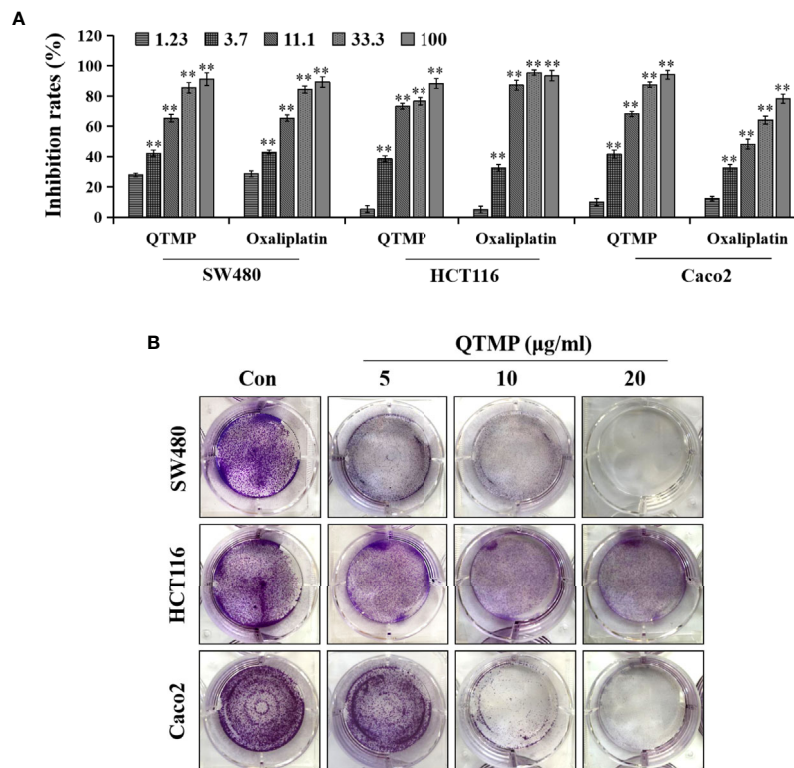 A
Inhibition rates (%)
1.23 3.7 11.1 33.3 100
120
100
80
60
40
20
0
** ** ** ** ** ** ** ** ** ** ** ** ** ** ** ** ** ** ** ** ** ** ** **
QTMP Oxaliplatin QTMP Oxaliplatin QTMP Oxaliplatin
SW480 HCT116 Caco2
B
QTMP (μg/ml)
Con 5 10 20
SW480
HCT116
Caco2